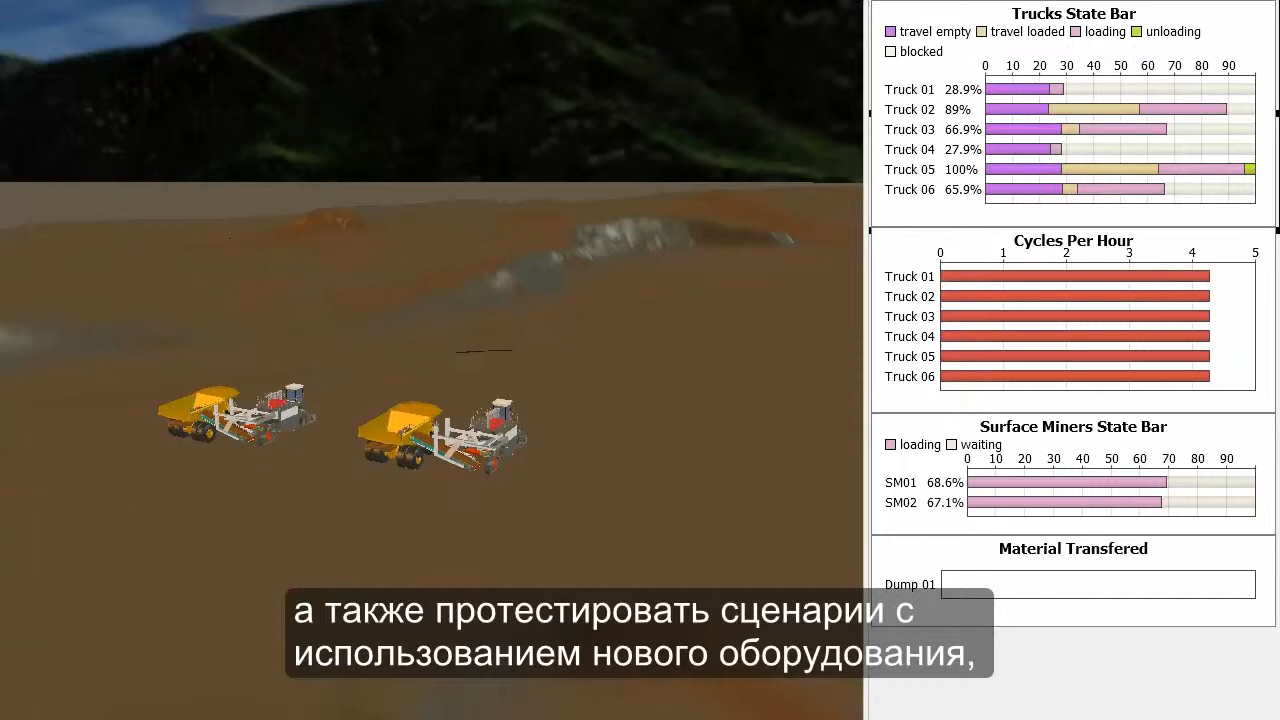 Trucks State Bar
travel empty travel loaded loading unloading
blocked
0 10 20 30 40 50 60 70 80 90
Truck 01 28.9%
Truck 02 89%
Truck 03 66.9%
Truck 04 27.9%
Truck 05 100%
Truck 06 65.9%
Cycles Per Hour
0 1 2 3 4 5
Truck 01
Truck 02
Truck 03
Truck 04
Truck 05
Truck 06
Surface Miners State Bar
loading waiting
0 10 20 30 40 50 60 70 80 90
SM01 68.6%
SM02 67.1%
Material Transfered
Dump 01
а также протестировать сценарии с
использованием нового оборудования,